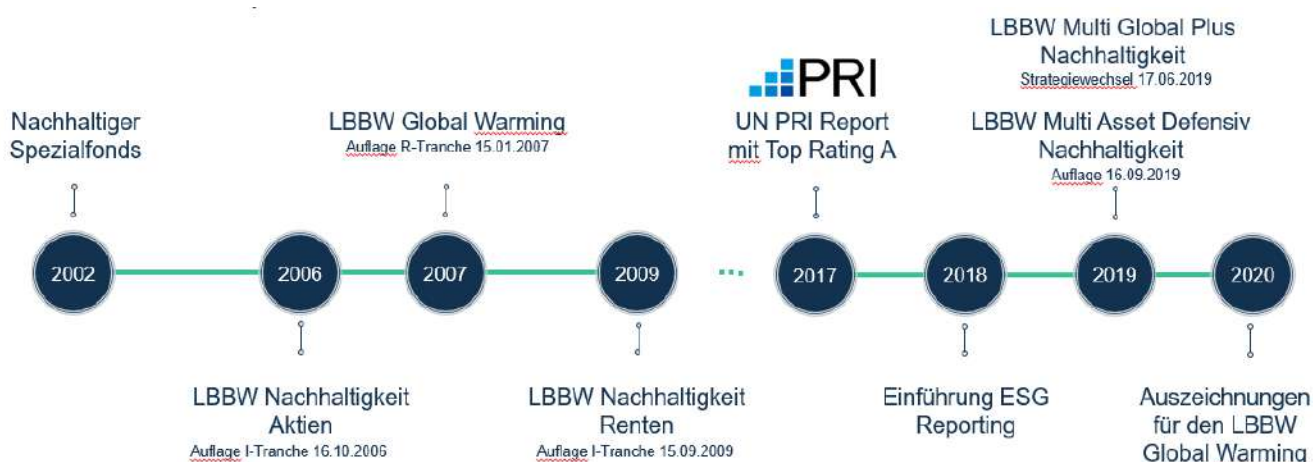 Nachhaltiger
Spezialfonds
2002
2006
LBBW Nachhaltigkeit
Aktien
Auflage I-Tranche 16.10.2006
LBBW Global Warming
Auflage R-Tranche 15.01.2007
2007
2009
LBBW Nachhaltigkeit
Renten
Auflage I-Tranche 15.09.2009
PRI
UN PRI Report
mit Top Rating A
2017
2018
Einführung ESG
Reporting
LBBW Multi Global Plus
Nachhaltigkeit
Strategiewechsel 17.06.2019
LBBW Multi Asset Defensiv
Nachhaltigkeit
Auflage 16.09.2019
2019
2020
Auszeichnungen
für den LBBW
Global Warming